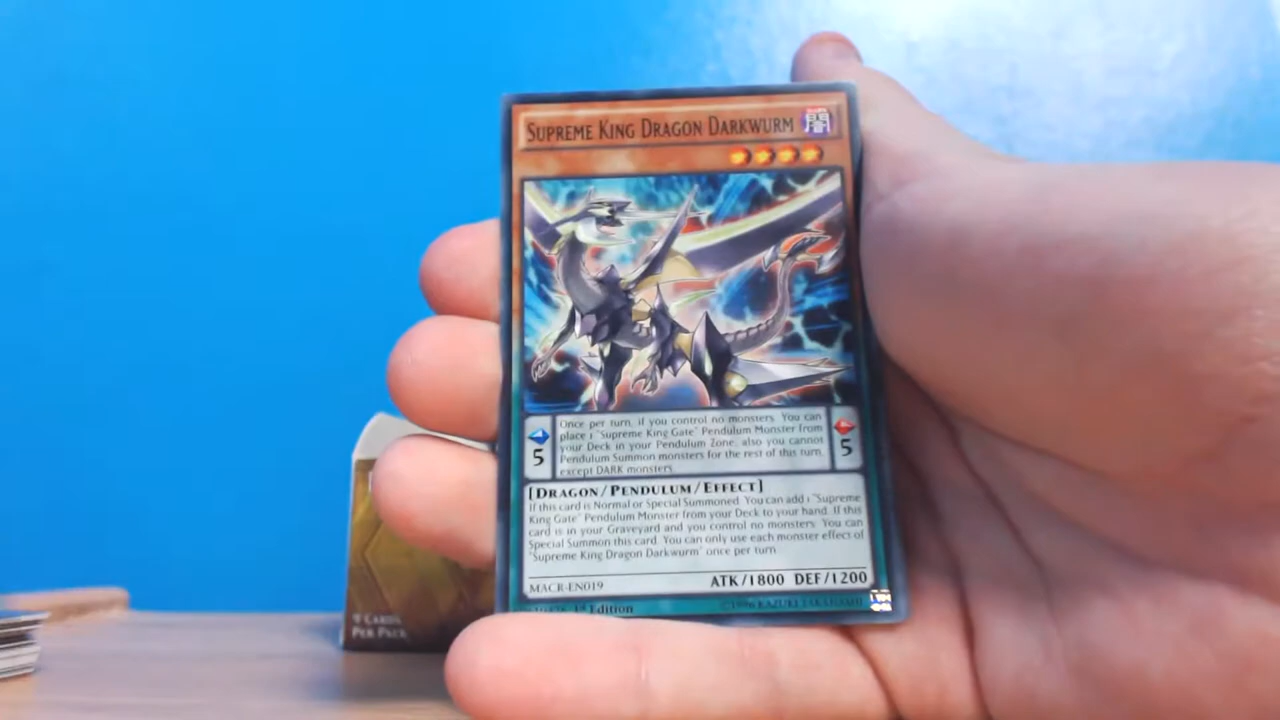 SUPREME KING DRAGON DARKWURM 闇
Once per turn, if you control no monsters: You can
place 1 "Supreme King Gate" Pendulum Monster from
your Deck in your Pendulum Zone, also you cannot
Pendulum Summon monsters for the rest of this turn,
except DARK monsters.
5
5
[DRAGON/PENDULUM/EFFECT]
If this card is Normal or Special Summoned: You can add 1 "Supreme
King Gate" Pendulum Monster from your Deck to your hand. If this
card is in your Graveyard and you control no monsters: You can
Special Summon this card. You can only use each monster effect of
"Supreme King Dragon Darkwurm" once per turn.
MACR-EN019
ATK/1800 DEF/1200
1st Edition
©1996 KAZUKI TAKAHASHI
9 CARDS
PER PACK